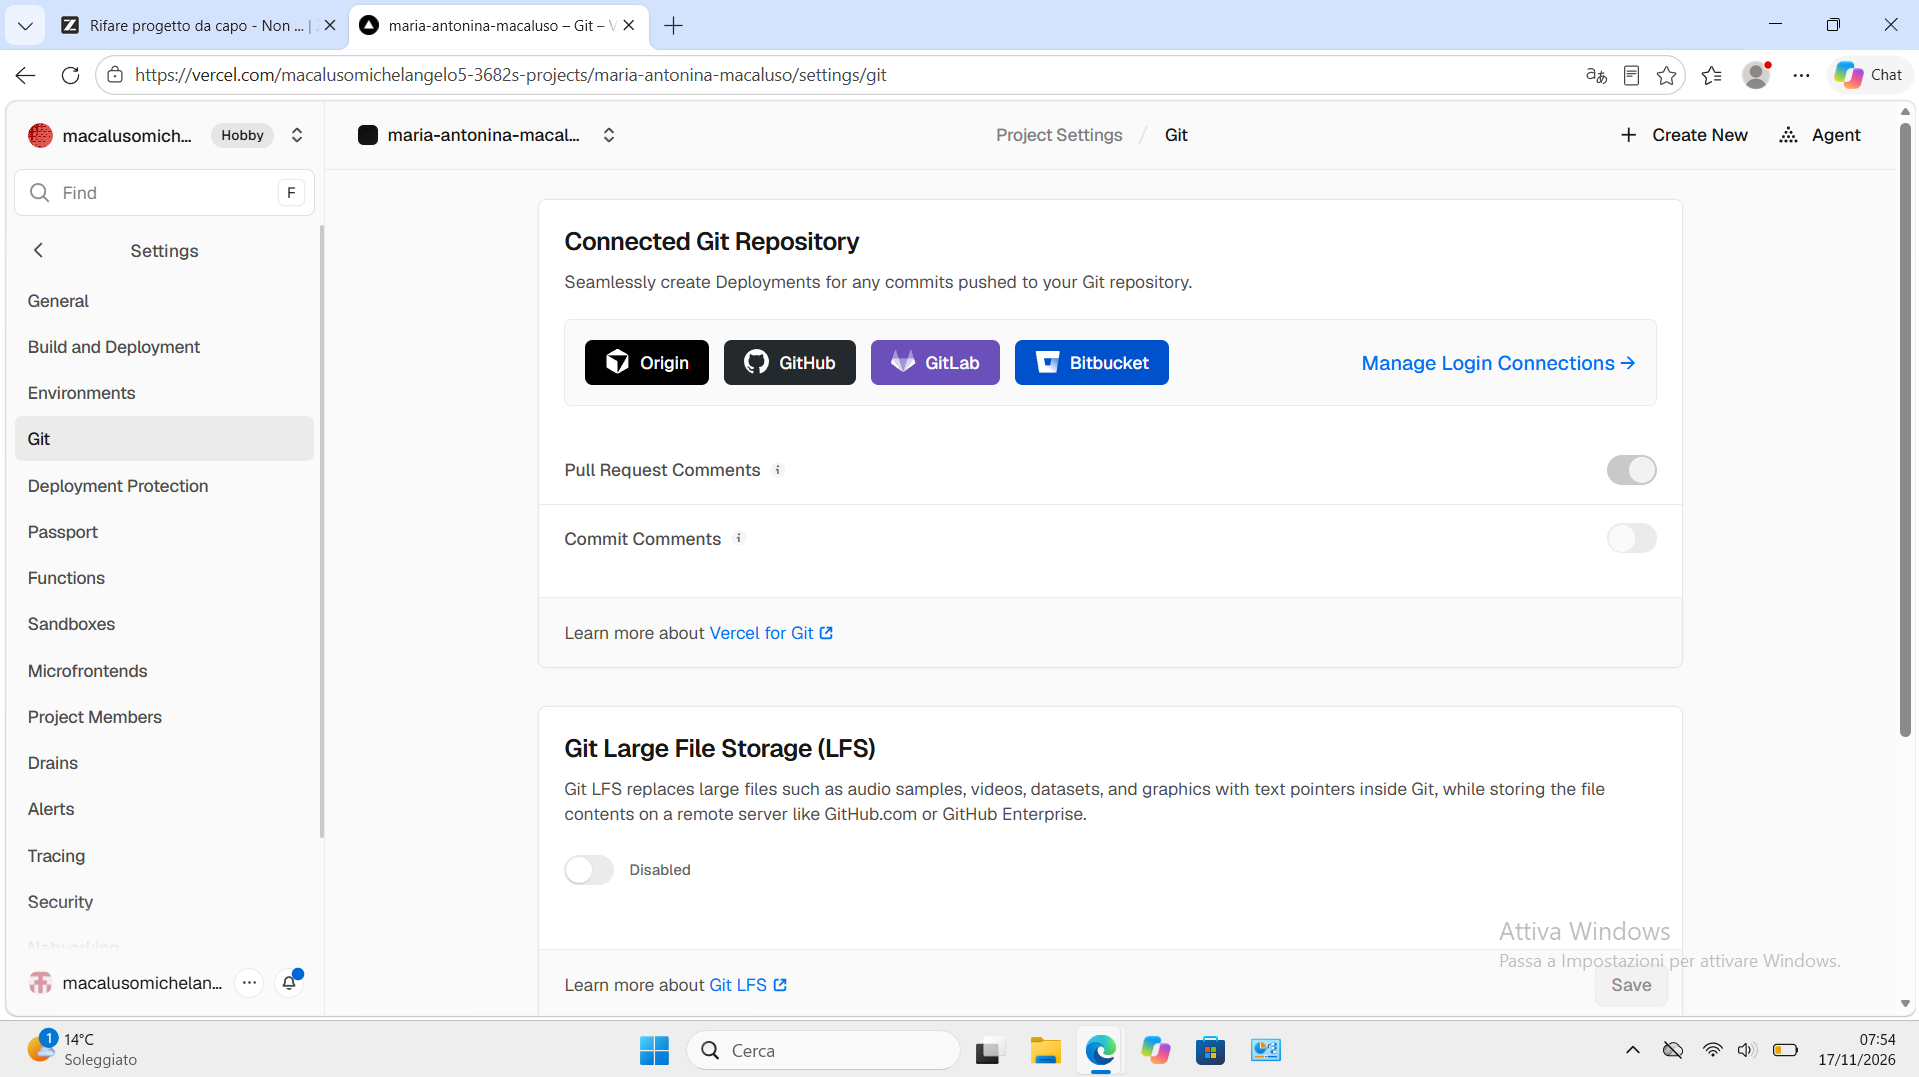 Rifare progetto da capo - Non ... |
maria-antonina-macaluso – Git – V
https://vercel.com/macalusomichelangelo5-3682s-projects/maria-antonina-macaluso/settings/git
Chat
macalusomich...
Hobby
maria-antonina-macal...
Project Settings / Git
Create New
Agent
Find
F
Settings
General
Build and Deployment
Environments
Git
Deployment Protection
Passport
Functions
Sandboxes
Microfrontends
Project Members
Drains
Alerts
Tracing
Security
Networking
macalusomichelan...
Connected Git Repository
Seamlessly create Deployments for any commits pushed to your Git repository.
Origin
GitHub
GitLab
Bitbucket
Manage Login Connections →
Pull Request Comments
Commit Comments
Learn more about Vercel for Git
Git Large File Storage (LFS)
Git LFS replaces large files such as audio samples, videos, datasets, and graphics with text pointers inside Git, while storing the file
contents on a remote server like GitHub.com or GitHub Enterprise.
Disabled
Learn more about Git LFS
Save
Attiva Windows
Passa a Impostazioni per attivare Windows.
1
14°C
Soleggiato
Cerca
07:54
17/11/2026